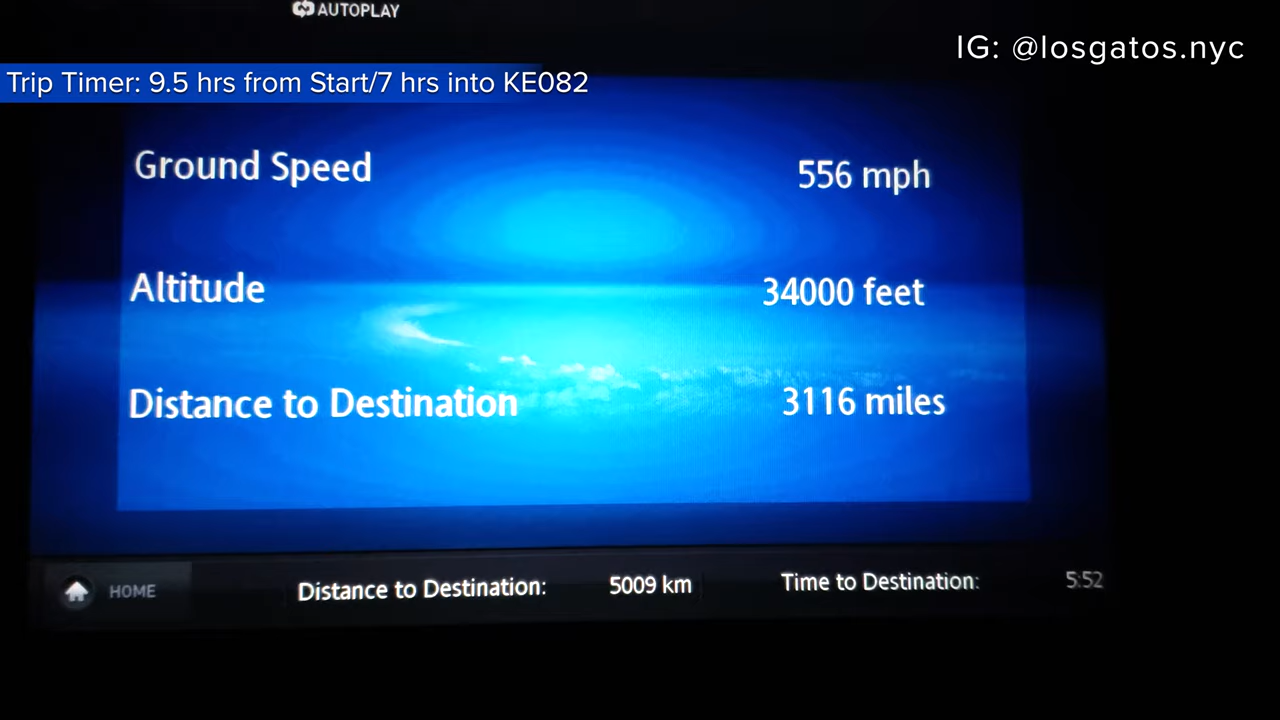 AUTOPLAY
IG: @losgatos.nyc
Trip Timer: 9.5 hrs from Start/7 hrs into KE082
Ground Speed 556 mph
Altitude 34000 feet
Distance to Destination 3116 miles
HOME Distance to Destination: 5009 km Time to Destination: 5:52